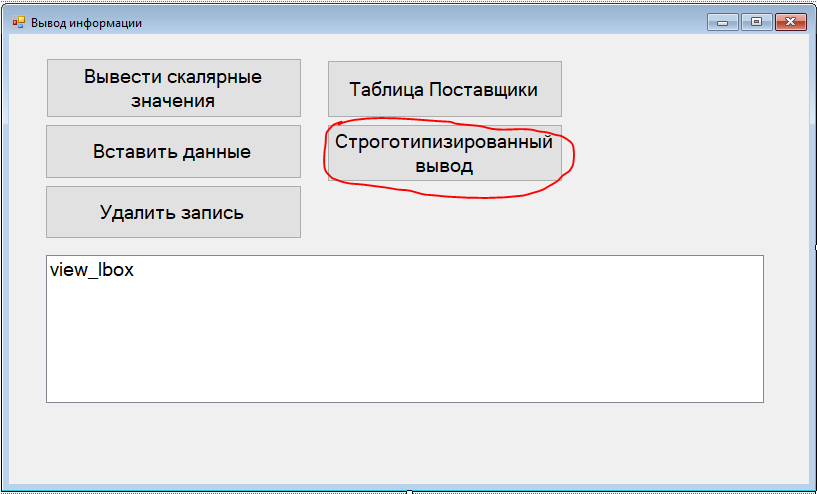 Вывод информации
Вывести скалярные
значения
Таблица Поставщики
Вставить данные
Строготипизированный
вывод
Удалить запись
view_lbox